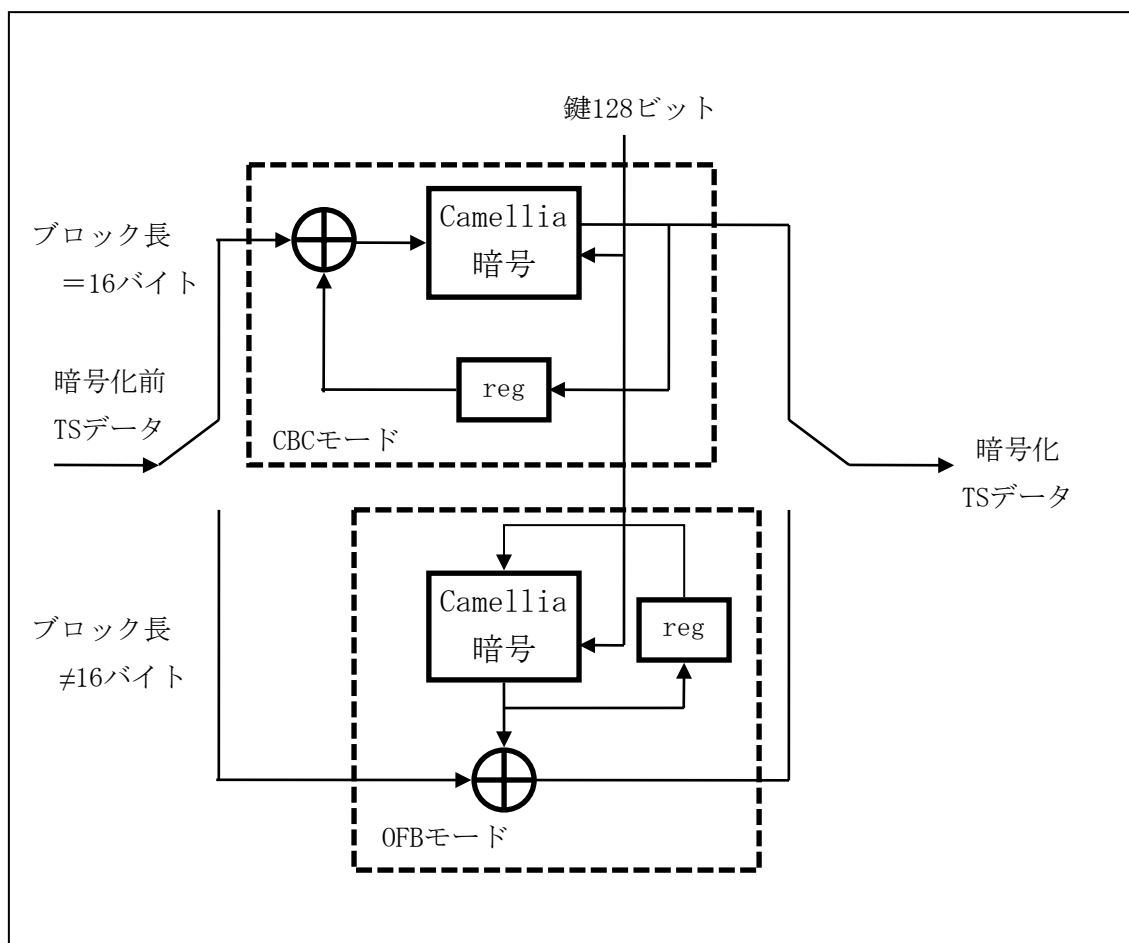 鍵128ビット
ブロック長
=16バイト
Camellia
暗号
reg
CBCモード
暗号化前
TSデータ
暗号化
TSデータ
ブロック長
≠16バイト
Camellia
暗号
reg
OFBモード